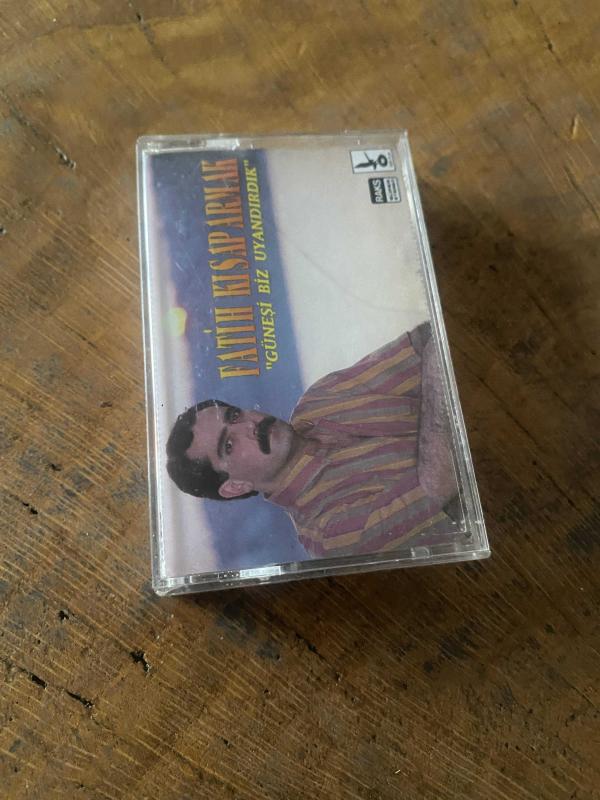 FATİH KISAPARMAK
"GÜNEŞİ BİZ UYANDIRDIK"
RAKS